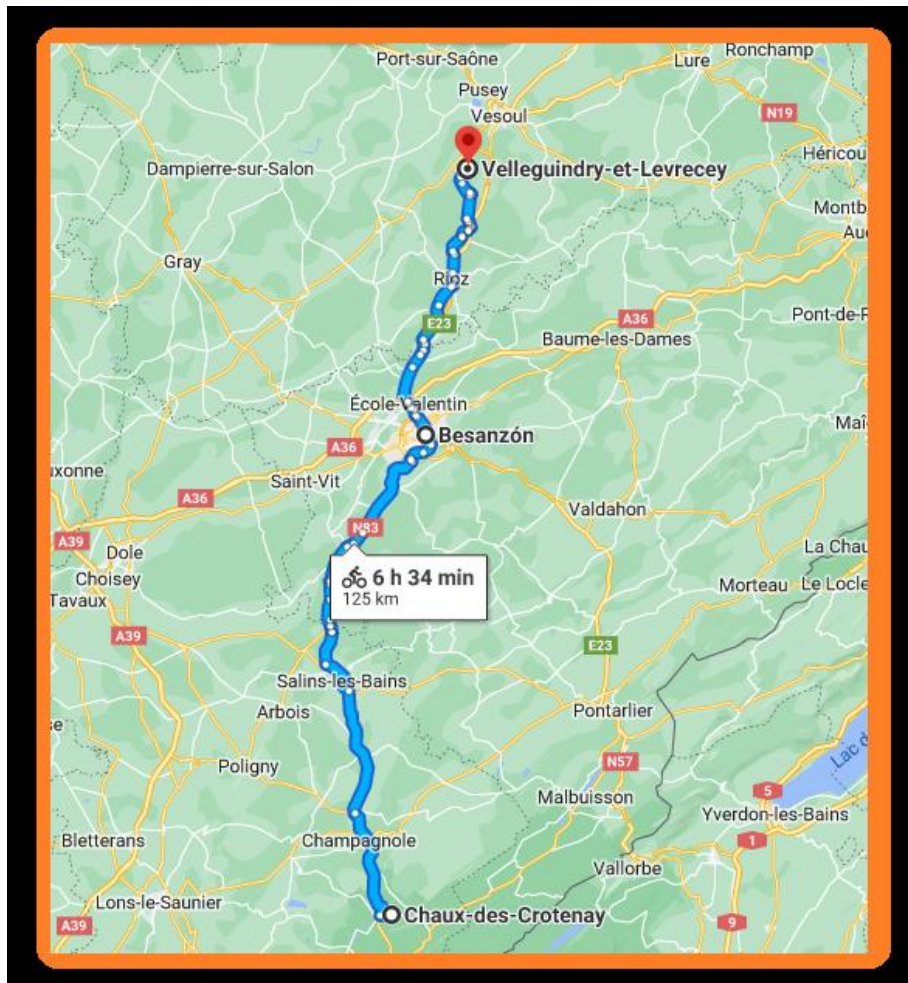 Port-sur-Saône
Ronchamp
Lure
Pusey
Vesoul
N19
Dampierre-sur-Salon
Velleguindry-et-Levrecey
Héricou
Montb
Au
Gray
Rioz
E23
A36
Pont-de-R
Baume-les-Dames
École-Valentin
Besanzón
Maî
A36
uxonne
Saint-Vit
A36
Valdahon
N83
A39
Dole
La Chau
Choisey
6 h 34 min
125 km
Morteau
Le Locle
Tavaux
A39
E23
Salins-les-Bains
Arbois
Pontarlier
Lac d
Poligny
N57
5
Malbuisson
Yverdon-les-Bains
Bletterans
Champagnole
1
Vallorbe
Lons-le-Saunier
Chaux-des-Crotenay
A39
9